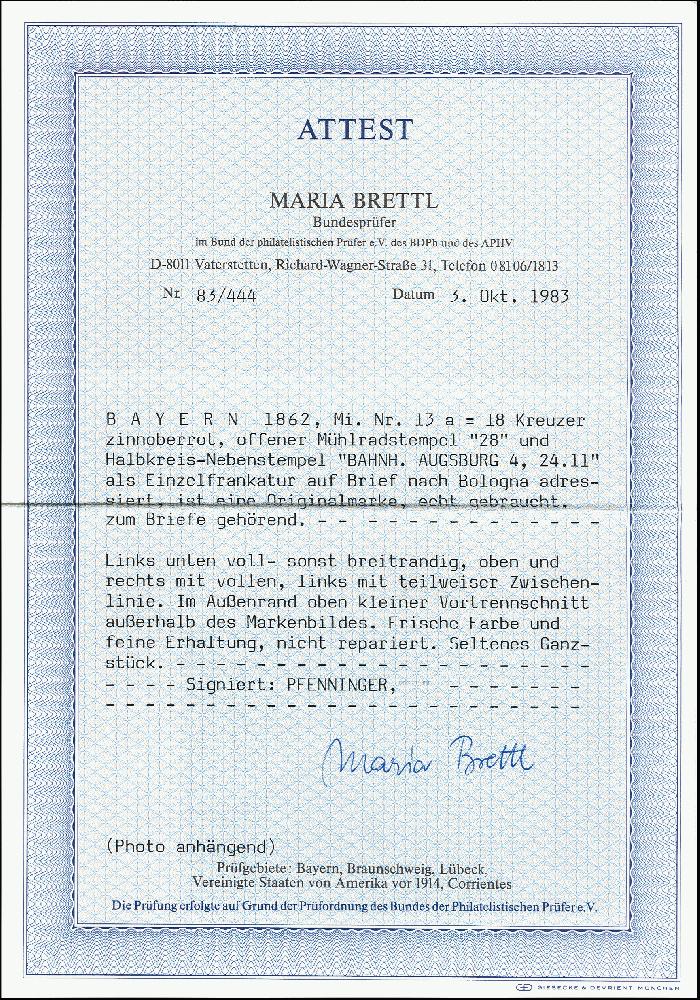 ATTEST
MARIA BRETTL
Bundesprüfer
im Bund der philatelistischen Prüfer e.V. des BDPh und des APHV
D-8011 Vaterstetten, Richard-Wagner-Straße 31, Telefon 08106/1813
Nr. 83/444 Datum 3. Okt. 1983
B A Y E R N 1862, Mi. Nr. 13 a = 18 Kreuzer
zinnoberrot, offener Mühlradstempel "28" und
Halbkreis-Nebenstempel "BAHNH. AUGSBURG 4, 24.11"
als Einzelfrankatur auf Brief nach Bologna adres-
siert, ist eine Originalmarke, echt gebraucht,
zum Briefe gehörend. - - - - - - - - - - - - - -
Links unten voll- sonst breitrandig, oben und
rechts mit vollen, links mit teilweiser Zwischen-
linie. Im Außenrand oben kleiner Vortrennschnitt
außerhalb des Markenbildes. Frische Farbe und
feine Erhaltung, nicht repariert. Seltenes Ganz-
stück. - - - - - - - - - - - - - - - - - - - - -
- - - - Signiert: PFENNINGER, - - - - - - -
- - - - - - - - - - - - - - - - - - - - - - - -
Maria Brettl
(Photo anhängend)
Prüfgebiete: Bayern, Braunschweig, Lübeck,
Vereinigte Staaten von Amerika vor 1914, Corrientes
Die Prüfung erfolgte auf Grund der Prüfordnung des Bundes der Philatelistischen Prüfer e.V.
GIESECKE & DEVRIENT MÜNCHEN